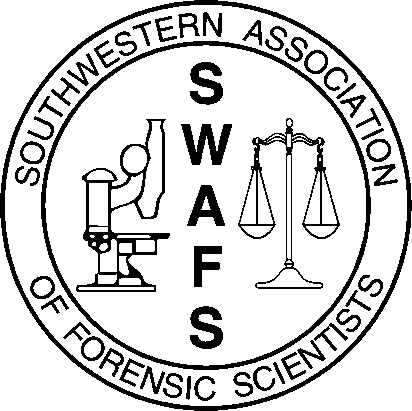 SOUTHWESTERN ASSOCIATION
OF FORENSIC SCIENTISTS
S
W
A
F
S